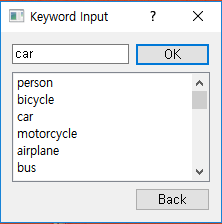 Keyword Input
?
car
OK
person
bicycle
car
motorcycle
airplane
bus
Back